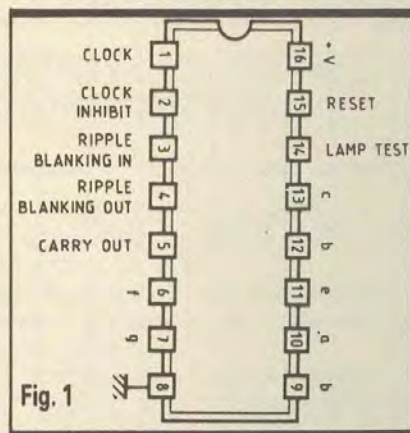 CLOCK 1 16 +V
CLOCK
INHIBIT 2 15 RESET
RIPPLE
BLANKING IN 3 14 LAMP TEST
RIPPLE
BLANKING OUT 4 13 c
CARRY OUT 5 12 b
f 6 11 e
g 7 10 a
8 9 d
Fig. 1